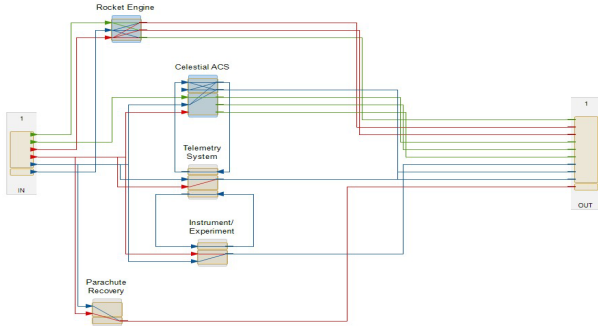 Rocket Engine
Celestial ACS
1
1
Telemetry
System
IN
OUT
Instrument/
Experiment
Parachute
Recovery